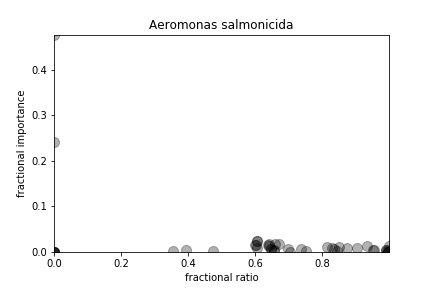 Aeromonas salmonicida
fractional importance
0.4
0.3
0.2
0.1
0.0
0.0 0.2 0.4 0.6 0.8
fractional ratio